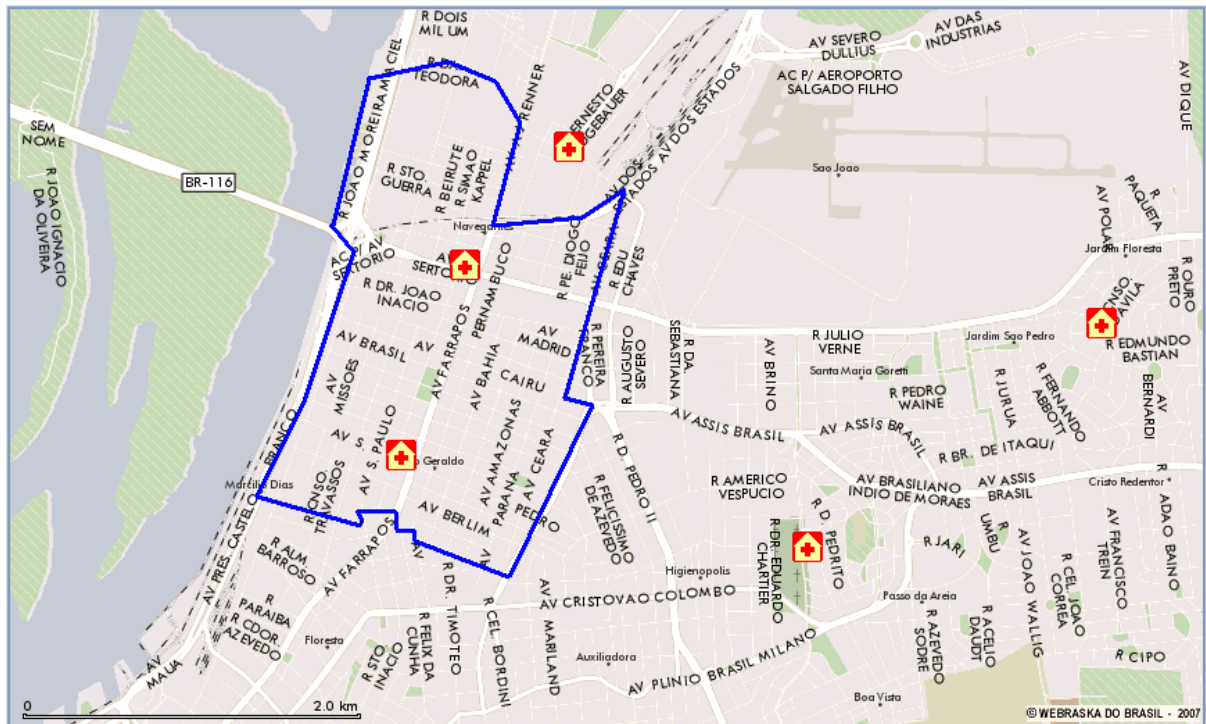 R DOIS
MIL UM
R DA
TEODORA
AV SEVERO
DULLIUS
AV DAS
INDUSTRIAS
AC P/ AEROPORTO
SALGADO FILHO
AV DIQUE
AV DOS ESTADOS
R JOAO MOREIRA MACIEL
RENNER
ERNESTO
SEM
NOME
R JOAO IGNACIO
DA OLIVEIRA
BR-116
R STO.
GUERRA
R BEIRUTE
R SIMAO
KAPPEL
AV DOS
ESTADOS
Sao Joao
R
PAQUETA
AV POLAR
Jardim Floresta
AC P/ AV
SERTORIO
R PE. DIOGO
FEIJO
AV CEARA
R EDU
CHAVES
R OURO
PRETO
R DR. JOAO
INACIO
AV FARRAPOS
PERNAMBUCO
AV BRASIL
AV
AV
MISSOES
AV BAHIA
AV
MADRID
CAIRU
R PEREIRA
FRANCO
R AUGUSTO
SEVERO
R DA
SEBASTIANA
R JULIO
VERNE
AV BRINO
Santa Maria Goretti
Jardim Sao Pedro
R EDMUNDO
BASTIAN
R PEDRO
WAINE
R JURUA
R FERNANDO
ABBOTT
AV
BERNARDI
AV ASSIS BRASIL
AV ASSIS BRASIL
R BR. DE ITAQUI
AV S.
AV S. PAULO
Geraldo
AV AMAZONAS
PARANA
AV CEARA
R D. PEDRO II
BRANCO
Marcilio Dias
R CNSO.
TRAVASSOS
R AMERICO
VESPUCIO
AV BRASILIANO
INDIO DE MORAES
AV ASSIS
BRASIL
Cristo Redentor
AV BERLIM
PEDRO
R FELICISSIMO
DE AZEVEDO
AV PRES. CASTELO
R ALM.
BARROSO
AV FARRAPOS
AV
AV
R DR. EDUARDO
CHARTIER
R D.
PEDRITO
R JARI
R
UMBU
AV JOAO WALLIG
R CEL. JOAO
CORREA
AV FRANCISCO
TREIN
R ADAO BAINO
Higienopolis
AV CRISTOVAO COLOMBO
Passo da Areia
R
PARAIBA
R CDOR.
AZEVEDO
Floresta
R DR. TIMOTEO
R CEL. BORDINI
AV MARILAND
R FELIX DA
CUNHA
R STO.
INACIO
Auxiliadora
AV PLINIO BRASIL MILANO
R AZEVEDO
SODRE
R ACELIO
DAUDT
R CIPO
AV
MAUA
Boa Vista
0
2.0 km
© WEBRASKA DO BRASIL - 2007